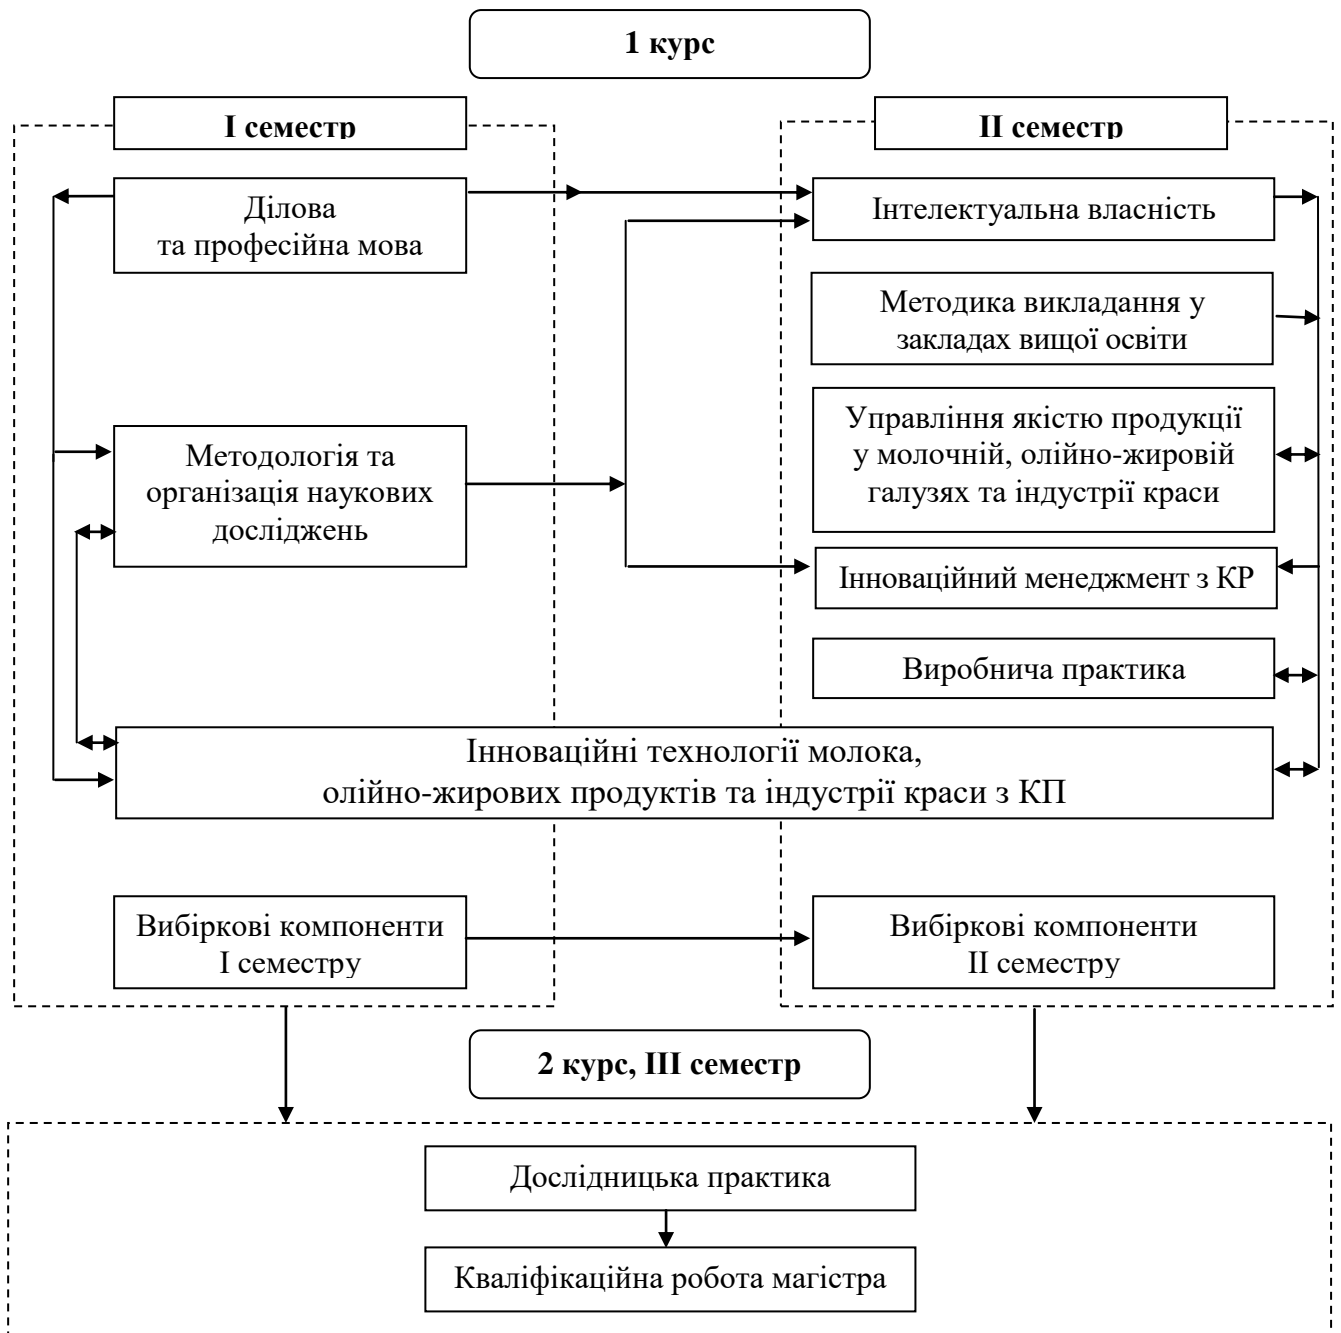 1 курс
І семестр
ІІ семестр
Ділова
та професійна мова
Інтелектуальна власність
Методика викладання у
закладах вищої освіти
Управління якістю продукції
у молочній, олійно-жировій
галузях та індустрії краси
Методологія та
організація наукових
досліджень
Інноваційний менеджмент з КР
Виробнича практика
Інноваційні технології молока,
олійно-жирових продуктів та індустрії краси з КП
Вибіркові компоненти
І семестру
Вибіркові компоненти
ІІ семестру
2 курс, ІІІ семестр
Дослідницька практика
Кваліфікаційна робота магістра